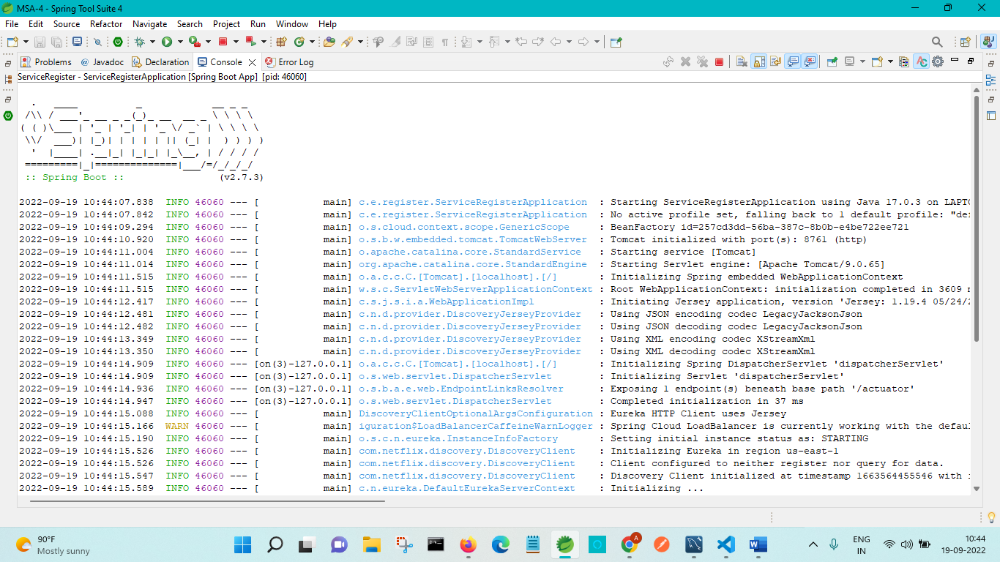 MSA-4 - Spring Tool Suite 4
File Edit Source Refactor Navigate Search Project Run Window Help
Problems @ Javadoc Declaration Console Error Log
ServiceRegister - ServiceRegisterApplication [Spring Boot App] [pid: 46060]
:: Spring Boot :: (v2.7.3)
2022-09-19 10:44:07.838 INFO 46060 --- [ main] c.e.register.ServiceRegisterApplication : Starting ServiceRegisterApplication using Java 17.0.3 on LAPTO
2022-09-19 10:44:07.842 INFO 46060 --- [ main] c.e.register.ServiceRegisterApplication : No active profile set, falling back to 1 default profile: "def
2022-09-19 10:44:09.294 INFO 46060 --- [ main] o.s.cloud.context.scope.GenericScope : BeanFactory id=257cd3dd-56ba-387c-8b0b-e4be722ee721
2022-09-19 10:44:10.920 INFO 46060 --- [ main] o.s.b.w.embedded.tomcat.TomcatWebServer : Tomcat initialized with port(s): 8761 (http)
2022-09-19 10:44:11.004 INFO 46060 --- [ main] o.apache.catalina.core.StandardService : Starting service [Tomcat]
2022-09-19 10:44:11.014 INFO 46060 --- [ main] org.apache.catalina.core.StandardEngine : Starting Servlet engine: [Apache Tomcat/9.0.65]
2022-09-19 10:44:11.515 INFO 46060 --- [ main] o.a.c.c.C.[Tomcat].[localhost].[/] : Initializing Spring embedded WebApplicationContext
2022-09-19 10:44:11.515 INFO 46060 --- [ main] w.s.c.ServletWebServerApplicationContext : Root WebApplicationContext: initialization completed in 3609 m
2022-09-19 10:44:12.417 INFO 46060 --- [ main] c.s.j.s.i.a.WebApplicationImpl : Initiating Jersey application, version 'Jersey: 1.19.4 05/24/2
2022-09-19 10:44:12.481 INFO 46060 --- [ main] c.n.d.provider.DiscoveryJerseyProvider : Using JSON encoding codec LegacyJacksonJson
2022-09-19 10:44:12.482 INFO 46060 --- [ main] c.n.d.provider.DiscoveryJerseyProvider : Using JSON decoding codec LegacyJacksonJson
2022-09-19 10:44:13.349 INFO 46060 --- [ main] c.n.d.provider.DiscoveryJerseyProvider : Using XML encoding codec XStreamXml
2022-09-19 10:44:13.350 INFO 46060 --- [ main] c.n.d.provider.DiscoveryJerseyProvider : Using XML decoding codec XStreamXml
2022-09-19 10:44:14.909 INFO 46060 --- [on(3)-127.0.0.1] o.a.c.c.C.[Tomcat].[localhost].[/] : Initializing Spring DispatcherServlet 'dispatcherServlet'
2022-09-19 10:44:14.909 INFO 46060 --- [on(3)-127.0.0.1] o.s.web.servlet.DispatcherServlet : Initializing Servlet 'dispatcherServlet'
2022-09-19 10:44:14.936 INFO 46060 --- [on(3)-127.0.0.1] o.s.b.a.e.web.EndpointLinksResolver : Exposing 1 endpoint(s) beneath base path '/actuator'
2022-09-19 10:44:14.947 INFO 46060 --- [on(3)-127.0.0.1] o.s.web.servlet.DispatcherServlet : Completed initialization in 37 ms
2022-09-19 10:44:15.088 INFO 46060 --- [ main] DiscoveryClientOptionalArgsConfiguration : Eureka HTTP Client uses Jersey
2022-09-19 10:44:15.166 WARN 46060 --- [ main] iguration$LoadBalancerCaffeineWarnLogger : Spring Cloud LoadBalancer is currently working with the defau
2022-09-19 10:44:15.190 INFO 46060 --- [ main] o.s.c.n.eureka.InstanceInfoFactory : Setting initial instance status as: STARTING
2022-09-19 10:44:15.526 INFO 46060 --- [ main] com.netflix.discovery.DiscoveryClient : Initializing Eureka in region us-east-1
2022-09-19 10:44:15.526 INFO 46060 --- [ main] com.netflix.discovery.DiscoveryClient : Client configured to neither register nor query for data.
2022-09-19 10:44:15.547 INFO 46060 --- [ main] com.netflix.discovery.DiscoveryClient : Discovery Client initialized at timestamp 1663564455546 with i
2022-09-19 10:44:15.589 INFO 46060 --- [ main] c.n.eureka.DefaultEurekaServerContext : Initializing ...
90°F
Mostly sunny
A
ENG
IN
10:44
19-09-2022